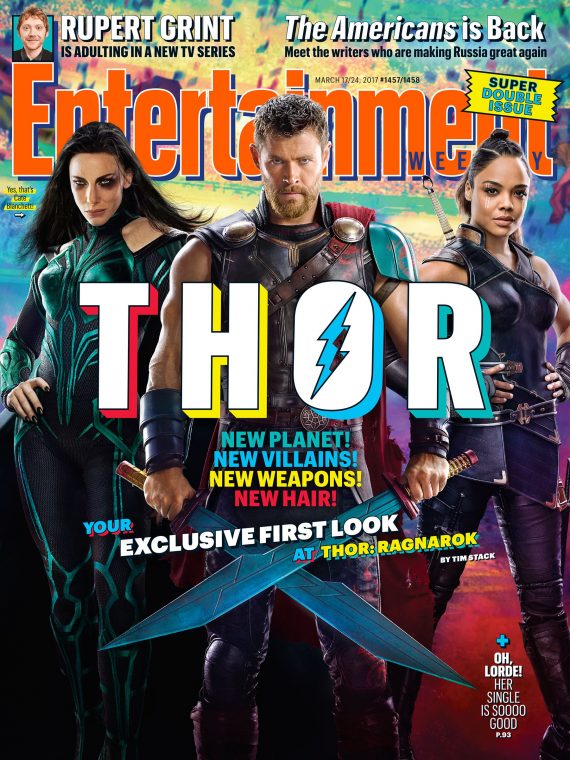 RUPERT GRINT
IS ADULTING IN A NEW TV SERIES
The Americans is Back
Meet the writers who are making Russia great again
MARCH 17/24, 2017 #1457/1458
SUPER
DOUBLE
ISSUE
Entertainment
WEEKLY
Yes, that's
Cate
Blanchett!
THOR
NEW PLANET!
NEW VILLAINS!
NEW WEAPONS!
NEW HAIR!
YOUR
EXCLUSIVE FIRST LOOK
AT THOR: RAGNAROK
BY TIM STACK
+
OH,
LORDE!
HER
SINGLE
IS SOOOO
GOOD
P.93